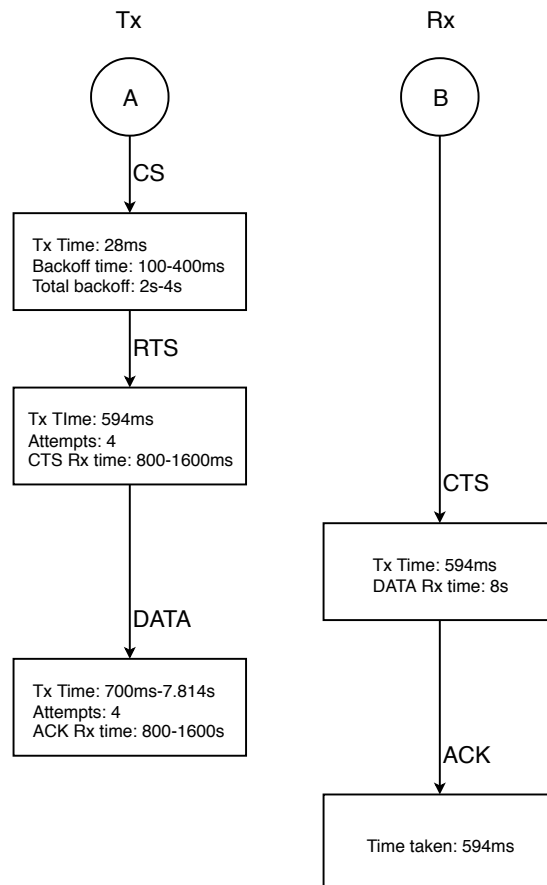 Tx
Rx
A
B
CS
Tx Time: 28ms
Backoff time: 100-400ms
Total backoff: 2s-4s
RTS
Tx TIme: 594ms
Attempts: 4
CTS Rx time: 800-1600ms
CTS
Tx Time: 594ms
DATA Rx time: 8s
DATA
Tx Time: 700ms-7.814s
Attempts: 4
ACK Rx time: 800-1600s
ACK
Time taken: 594ms